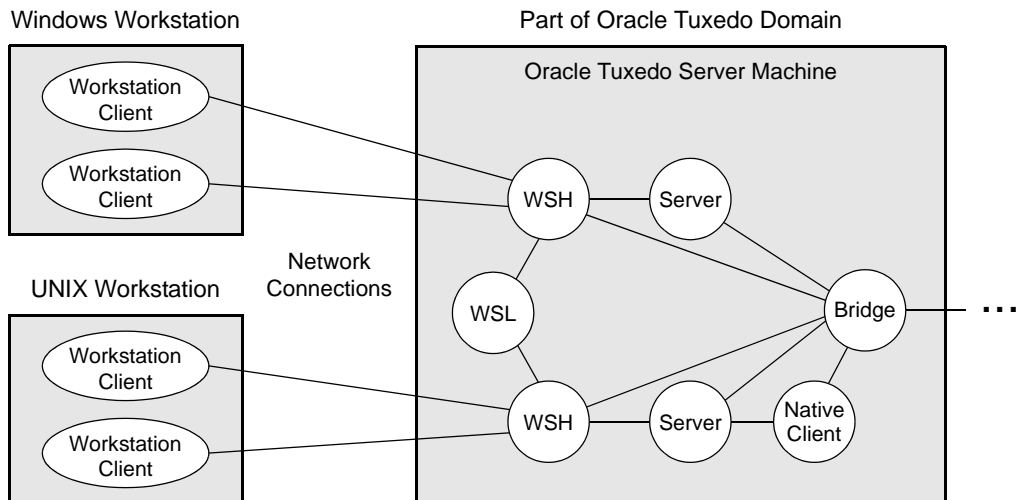 Windows Workstation
Part of Oracle Tuxedo Domain
Workstation
Client
Workstation
Client
Oracle Tuxedo Server Machine
WSH
Server
Network
Connections
UNIX Workstation
WSL
Bridge
...
Workstation
Client
Workstation
Client
WSH
Server
Native
Client